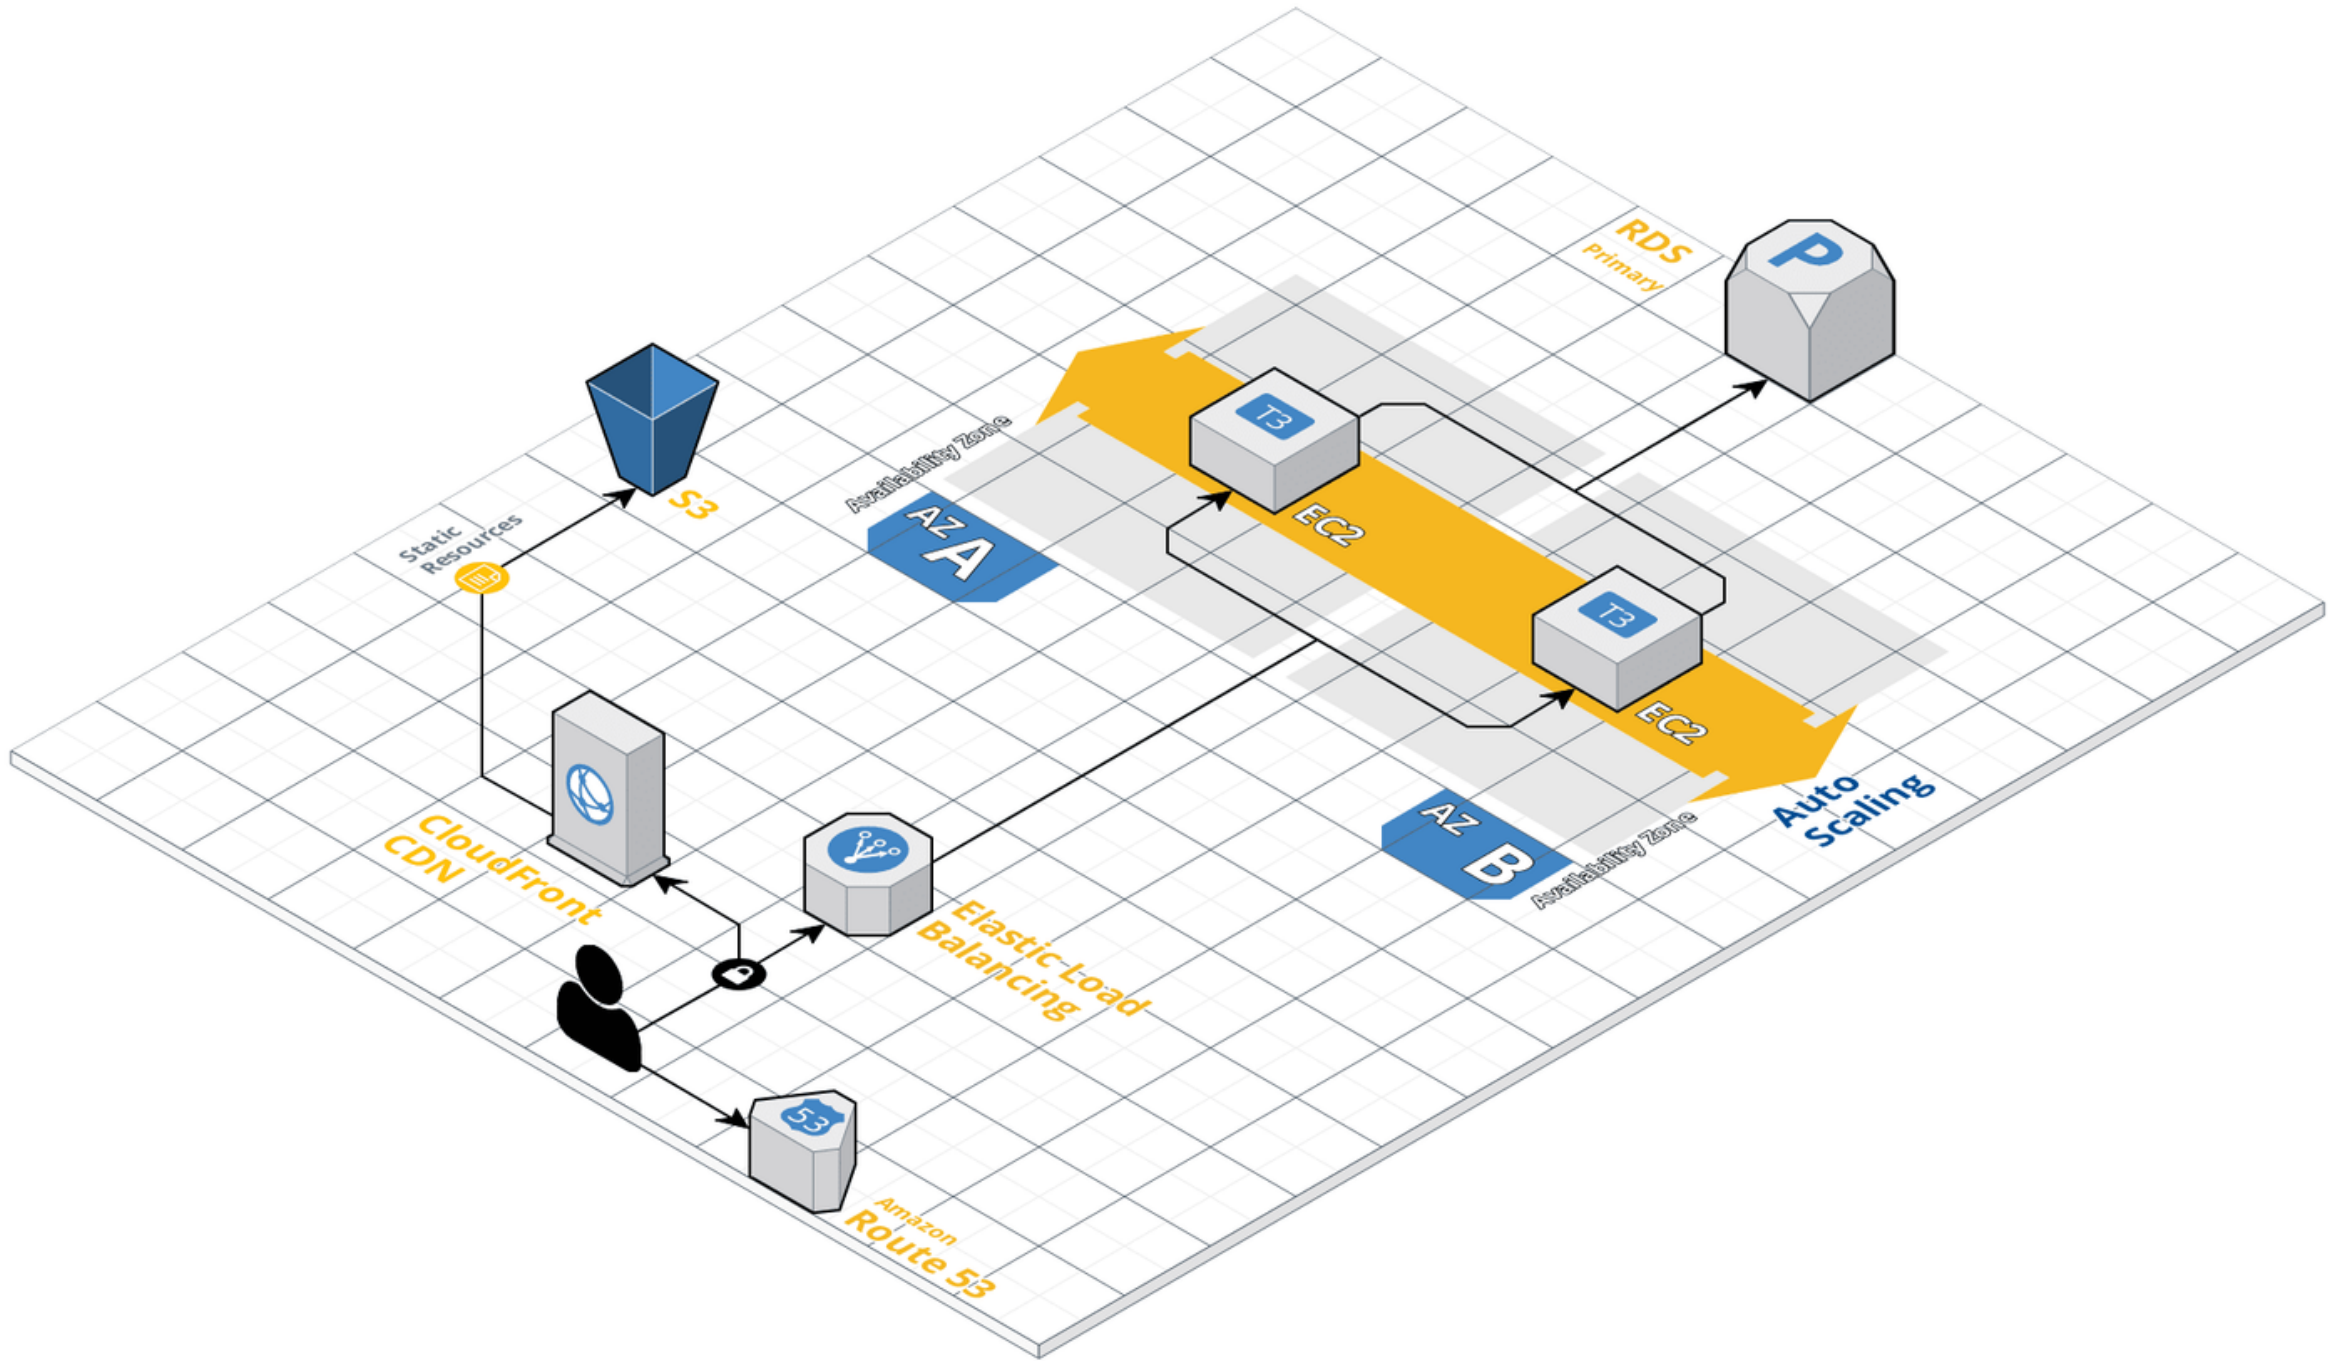 RDS
Primary
P
S3
Static
Resources
Availability Zone
AZ
A
T3
EC2
T3
EC2
Auto
Scaling
AZ
B
Availability Zone
CloudFront
CDN
Elastic Load
Balancing
53
Amazon
Route 53